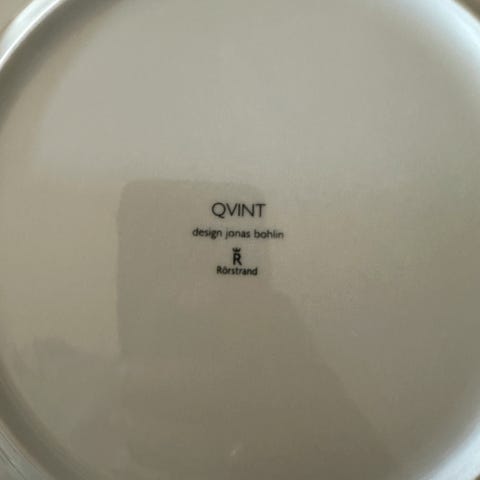 QVINT
design jonas bohlin
R
Rörstrand